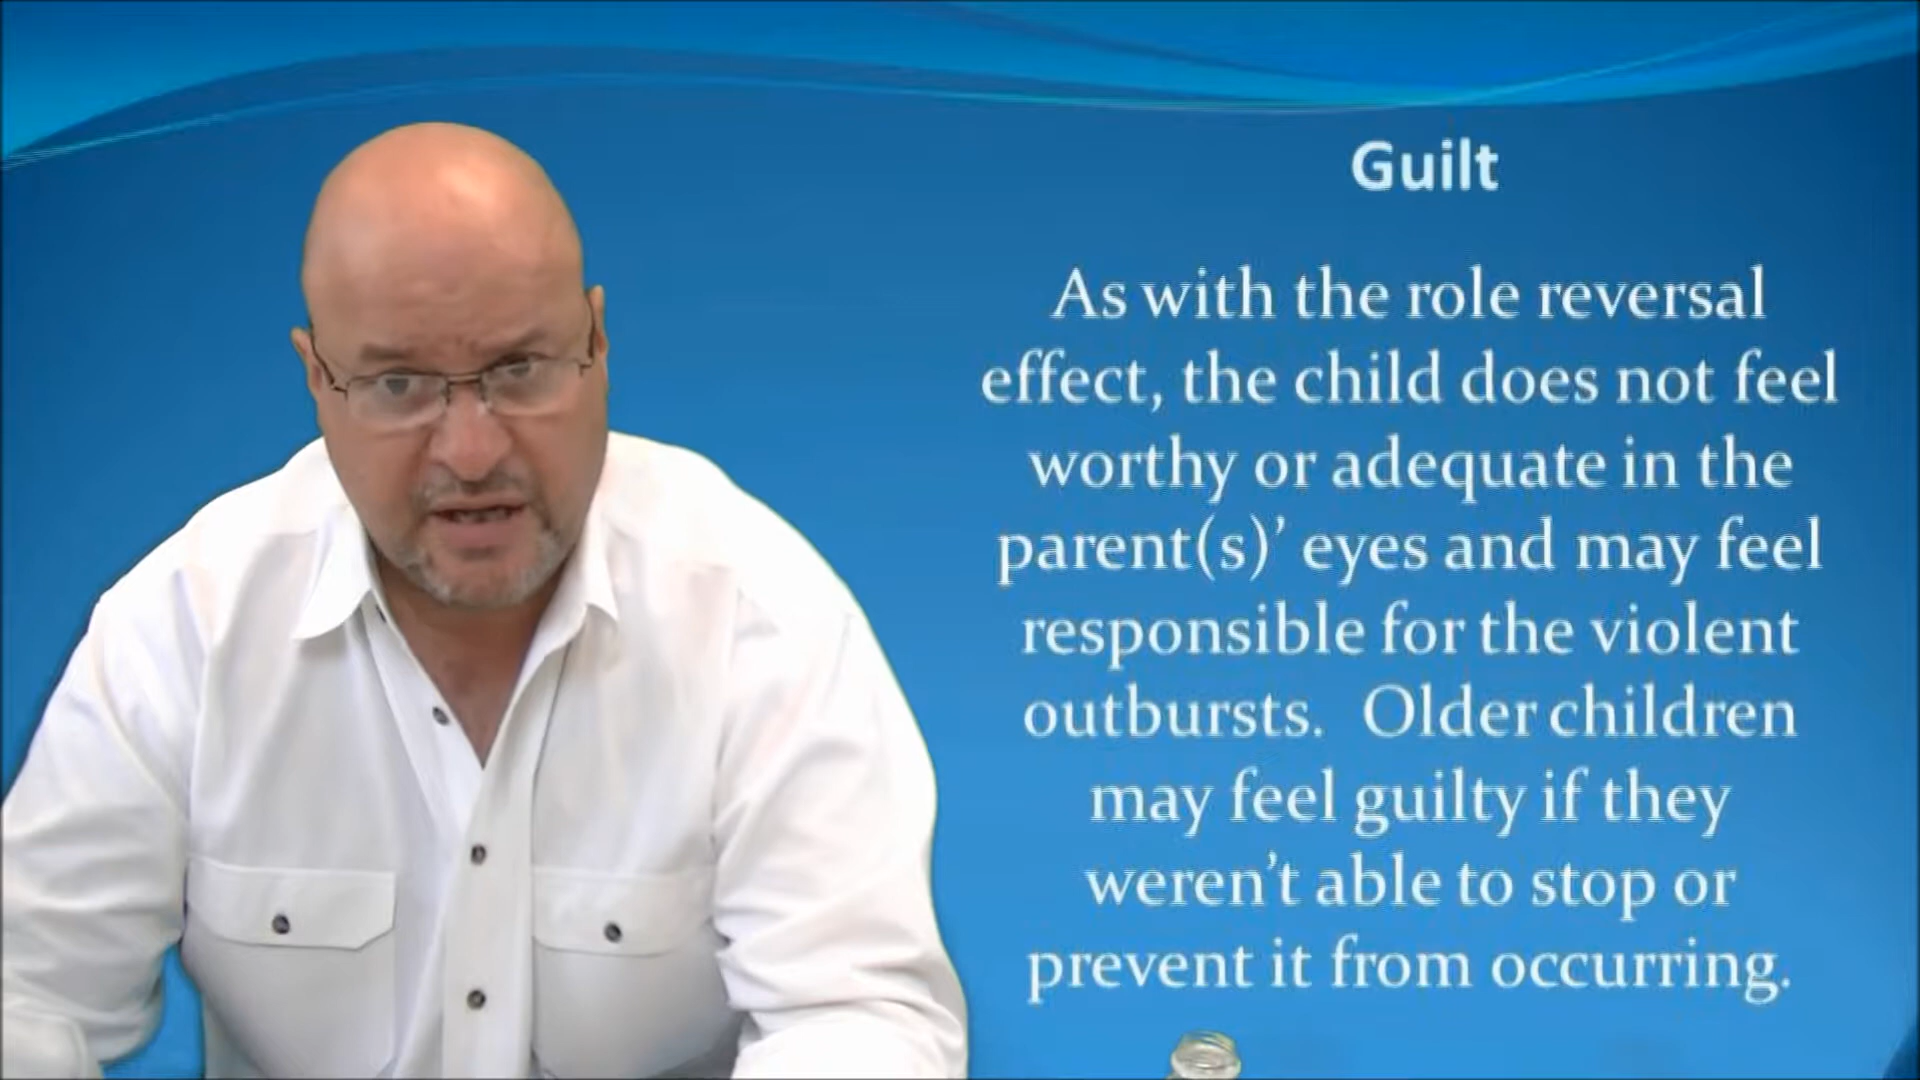 Guilt
As with the role reversal
effect, the child does not feel
worthy or adequate in the
parent(s)’ eyes and may feel
responsible for the violent
outbursts.  Older children
may feel guilty if they
weren’t able to stop or
prevent it from occurring.